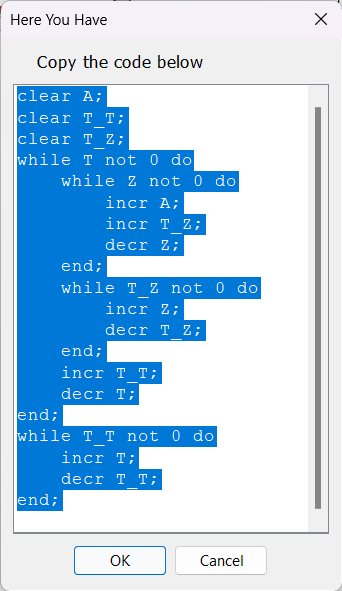 Here You Have
Copy the code below
clear A;
clear T_T;
clear T_Z;
while T not 0 do
    while Z not 0 do
        incr A;
        incr T_Z;
        decr Z;
    end;
    while T_Z not 0 do
        incr Z;
        decr T_Z;
    end;
    incr T_T;
    decr T;
end;
while T_T not 0 do
    incr T;
    decr T_T;
end;
OK
Cancel